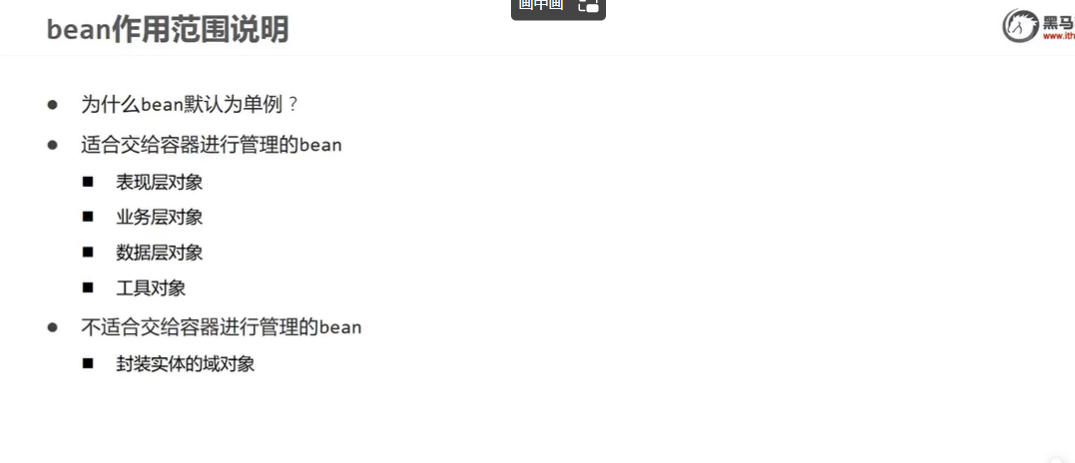 画中画
bean作用范围说明
黑马
www.ith
为什么bean默认为单例？
适合交给容器进行管理的bean
表现层对象
业务层对象
数据层对象
工具对象
不适合交给容器进行管理的bean
封装实体的域对象